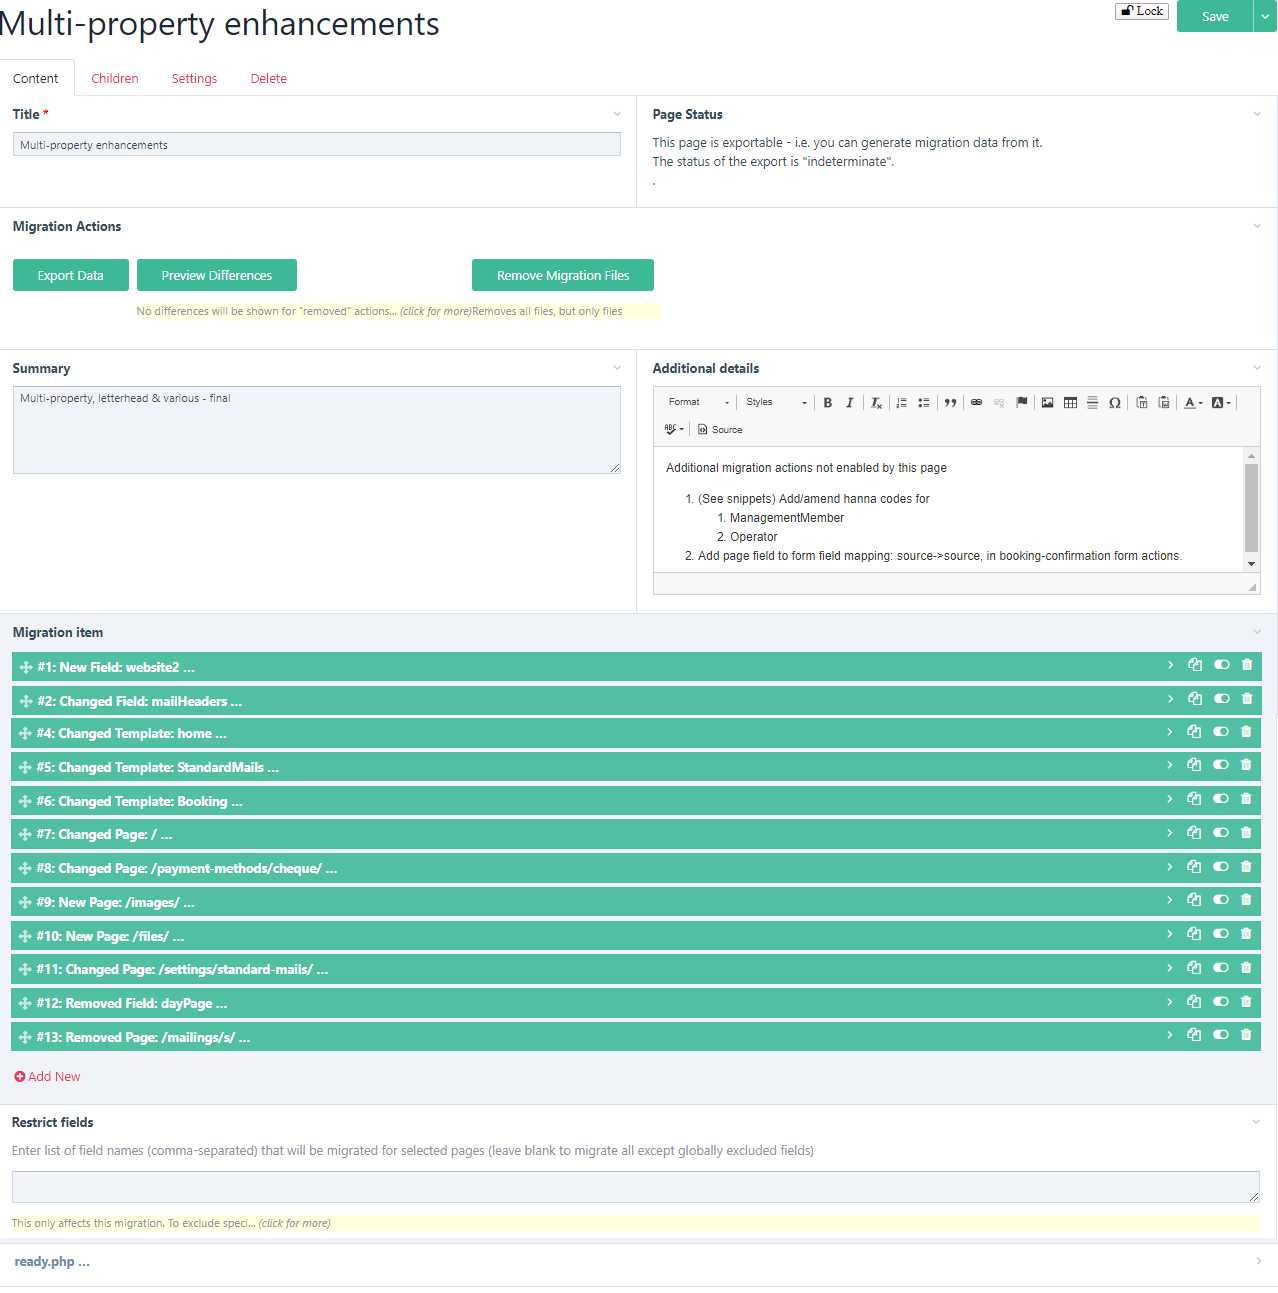 Multi-property enhancements
Lock
Save
Content Children Settings Delete
Title *
Multi-property enhancements
Page Status
This page is exportable - i.e. you can generate migration data from it.
The status of the export is "indeterminate".
.
Migration Actions
Export Data Preview Differences Remove Migration Files
No differences will be shown for "removed" actions... (click for more)Removes all files, but only files
Summary
Multi-property, letterhead & various - final
Additional details
Format Styles B I Tx
ABC Source
Additional migration actions not enabled by this page
1. (See snippets) Add/amend hanna codes for
1. ManagementMember
2. Operator
2. Add page field to form field mapping: source->source, in booking-confirmation form actions.
Migration item
#1: New Field: website2 ...
#2: Changed Field: mailHeaders ...
#4: Changed Template: home ...
#5: Changed Template: StandardMails ...
#6: Changed Template: Booking ...
#7: Changed Page: / ...
#8: Changed Page: /payment-methods/cheque/ ...
#9: New Page: /images/ ...
#10: New Page: /files/ ...
#11: Changed Page: /settings/standard-mails/ ...
#12: Removed Field: dayPage ...
#13: Removed Page: /mailings/s/ ...
Add New
Restrict fields
Enter list of field names (comma-separated) that will be migrated for selected pages (leave blank to migrate all except globally excluded fields)
This only affects this migration. To exclude speci... (click for more)
ready.php ...